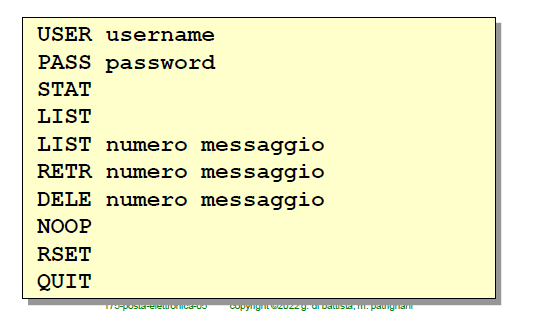 USER username
PASS password
STAT
LIST
LIST numero messaggio
RETR numero messaggio
DELE numero messaggio
NOOP
RSET
QUIT
175-posta-elettronica-05 copyright ©2022 g. di battista, m. patrignani